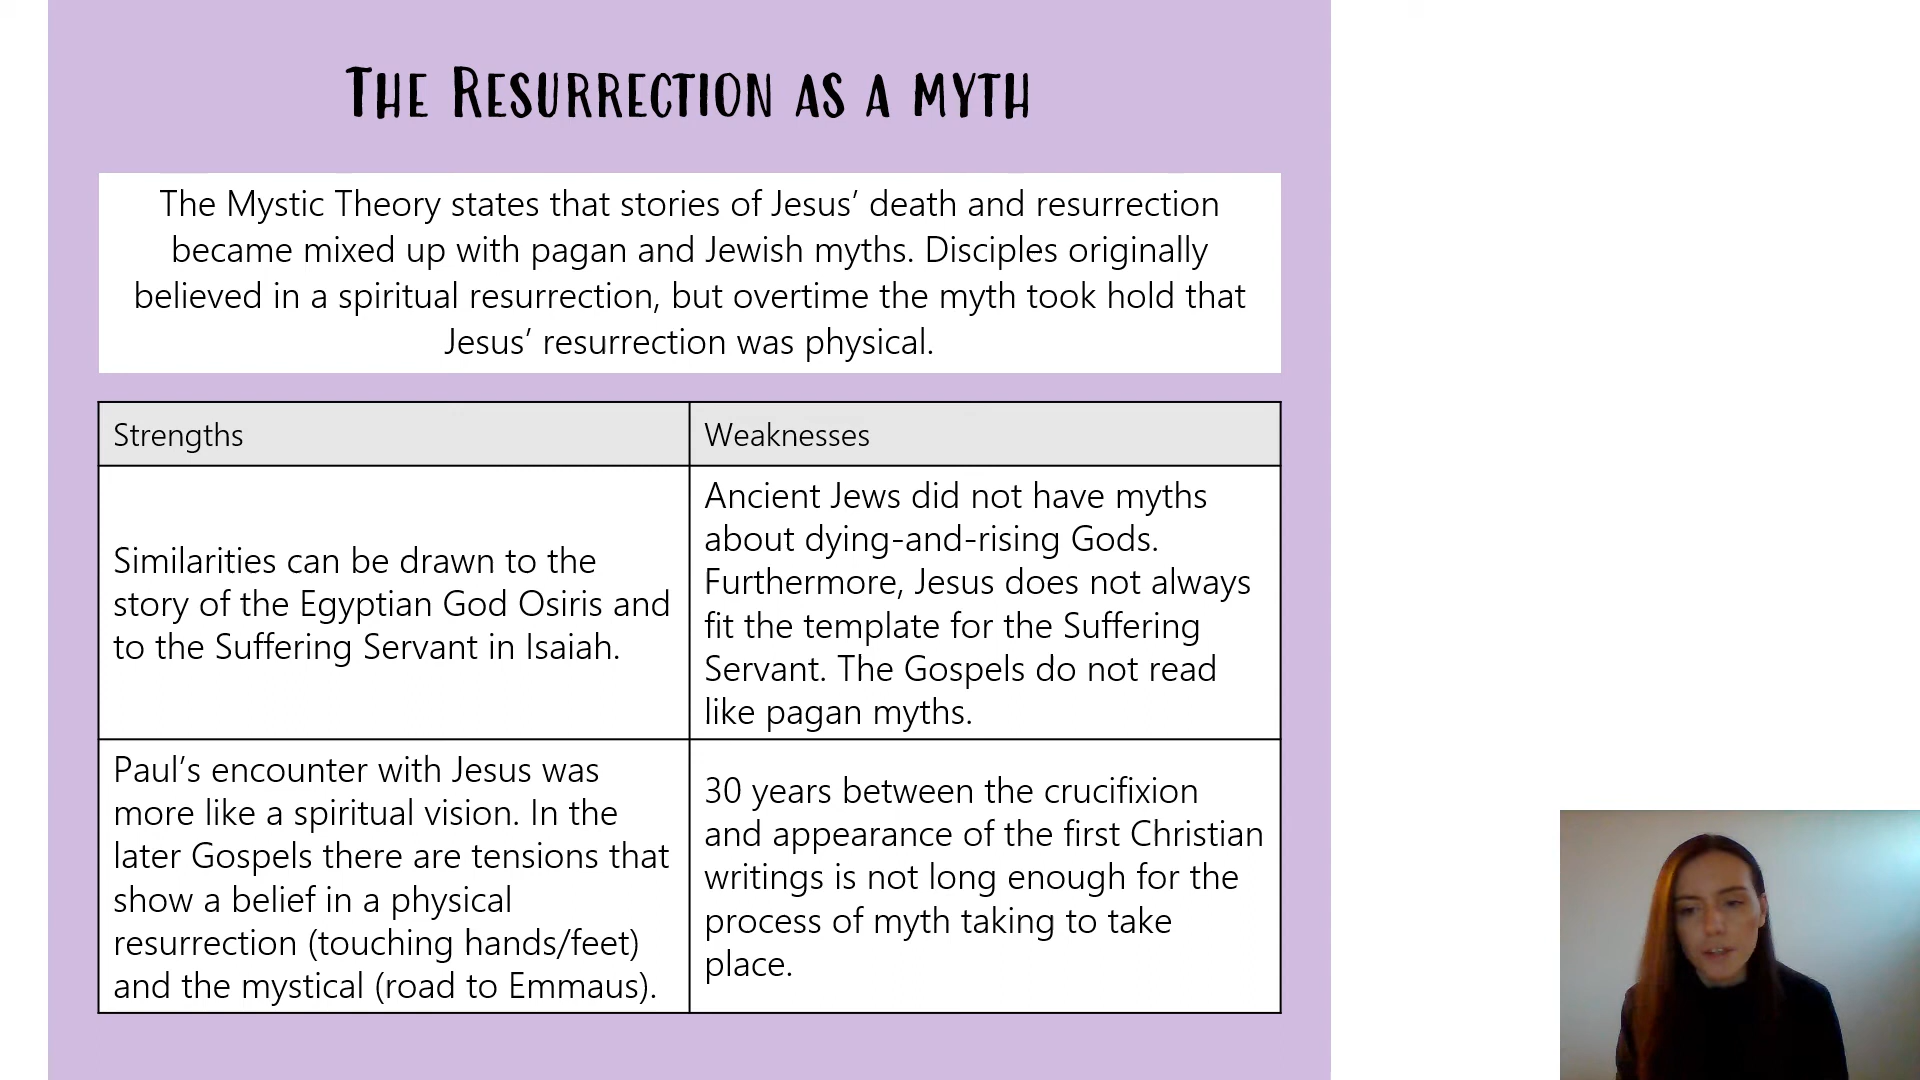 THE RESURRECTION AS A MYTH
The Mystic Theory states that stories of Jesus’ death and resurrection
became mixed up with pagan and Jewish myths. Disciples originally
believed in a spiritual resurrection, but overtime the myth took hold that
Jesus’ resurrection was physical.
Strengths
Weaknesses
Similarities can be drawn to the
story of the Egyptian God Osiris and
to the Suffering Servant in Isaiah.
Ancient Jews did not have myths
about dying-and-rising Gods.
Furthermore, Jesus does not always
fit the template for the Suffering
Servant. The Gospels do not read
like pagan myths.
Paul’s encounter with Jesus was
more like a spiritual vision. In the
later Gospels there are tensions that
show a belief in a physical
resurrection (touching hands/feet)
and the mystical (road to Emmaus).
30 years between the crucifixion
and appearance of the first Christian
writings is not long enough for the
process of myth taking to take
place.